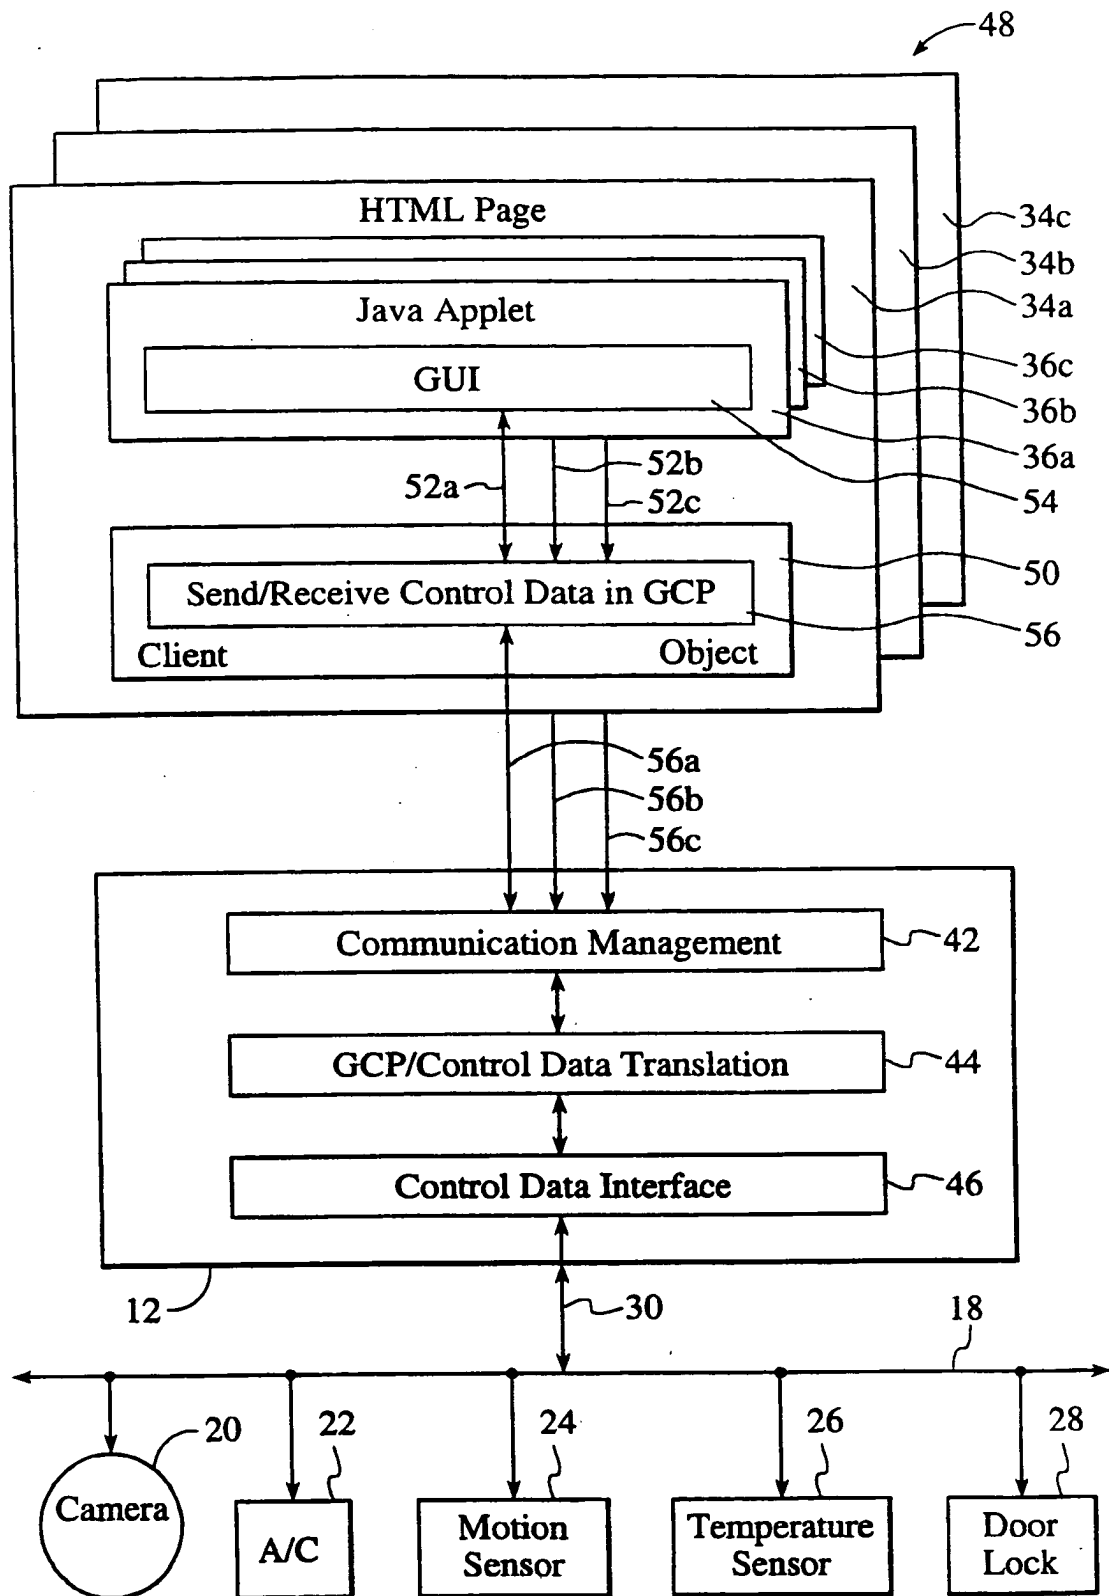 48
HTML Page
34c
34b
34a
Java Applet
36c
GUI
36b
36a
52b
52a
52c
54
50
Send/Receive Control Data in GCP
56
Client Object
56a
56b
56c
Communication Management
42
GCP/Control Data Translation
44
Control Data Interface
46
12
30
18
20
22
24
26
28
Camera
A/C
Motion
Sensor
Temperature
Sensor
Door
Lock